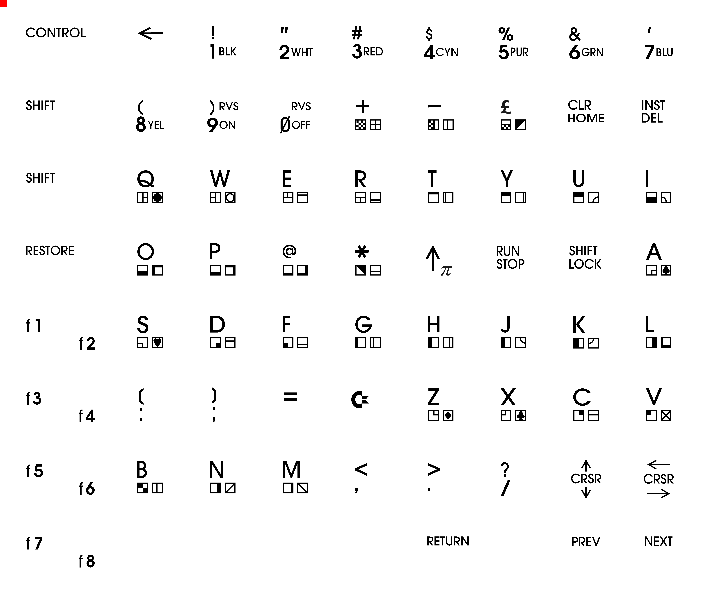 CONTROL ← ! " # $ % & '
1 BLK 2 WHT 3 RED 4 CYN 5 PUR 6 GRN 7 BLU
SHIFT ( ) RVS RVS + − £ CLR INST
8 YEL 9 ON 0 OFF HOME DEL
SHIFT Q W E R T Y U I
RESTORE O P @ * ↑ π RUN SHIFT A
STOP LOCK
f1 S D F G H J K L
f2
f3 [ ] = Z X C V
f4 : ;
f5 B N M < > ? ↑ ←
f6 , . / CRSR CRSR
↓ →
f7 RETURN PREV NEXT
f8